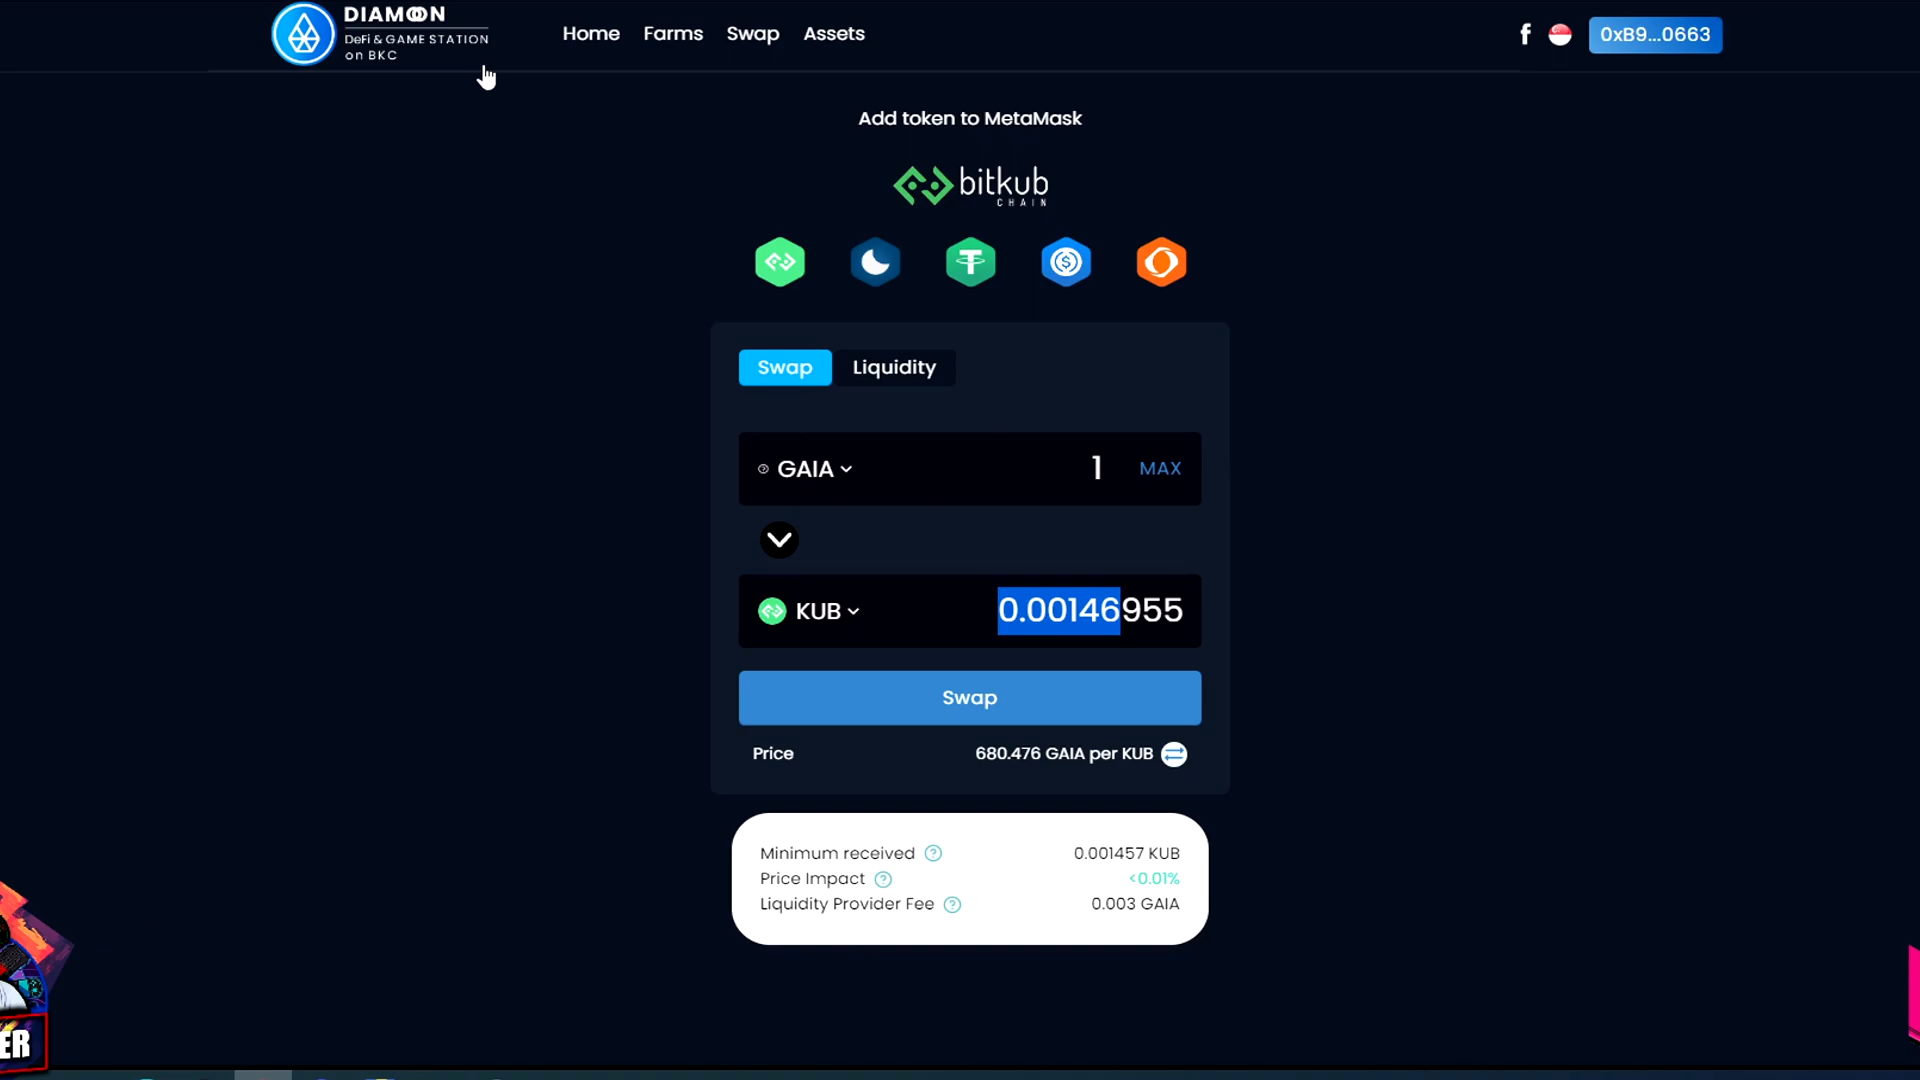 DIAMOON
DeFi & GAME STATION
on BKC
Home
Farms
Swap
Assets
f
0xB9...0663
Add token to MetaMask
bitkub
CHAIN
Swap
Liquidity
GAIA
1
MAX
KUB
0.00146955
Swap
Price
680.476 GAIA per KUB
Minimum received ?
0.001457 KUB
Price Impact ?
<0.01%
Liquidity Provider Fee ?
0.003 GAIA
ER